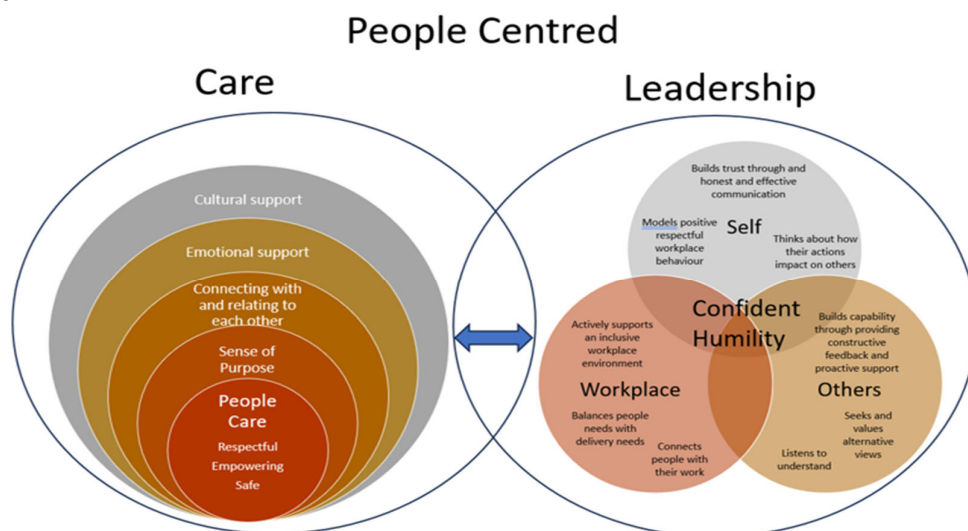 People Centred
Care
Leadership
Cultural support
Emotional support
Connecting with
and relating to
each other
Sense of
Purpose
People
Care
Respectful
Empowering
Safe
Builds trust through and
honest and effective
communication
Self
Models positive
respectful
workplace
behaviour
Thinks about how
their actions
impact on others
Confident
Humility
Actively supports
an inclusive
workplace
environment
Workplace
Balances people
needs with
delivery needs
Connects
people with
their work
Builds capability
through providing
constructive
feedback and
proactive support
Others
Seeks and
values
alternative
views
Listens to
understand